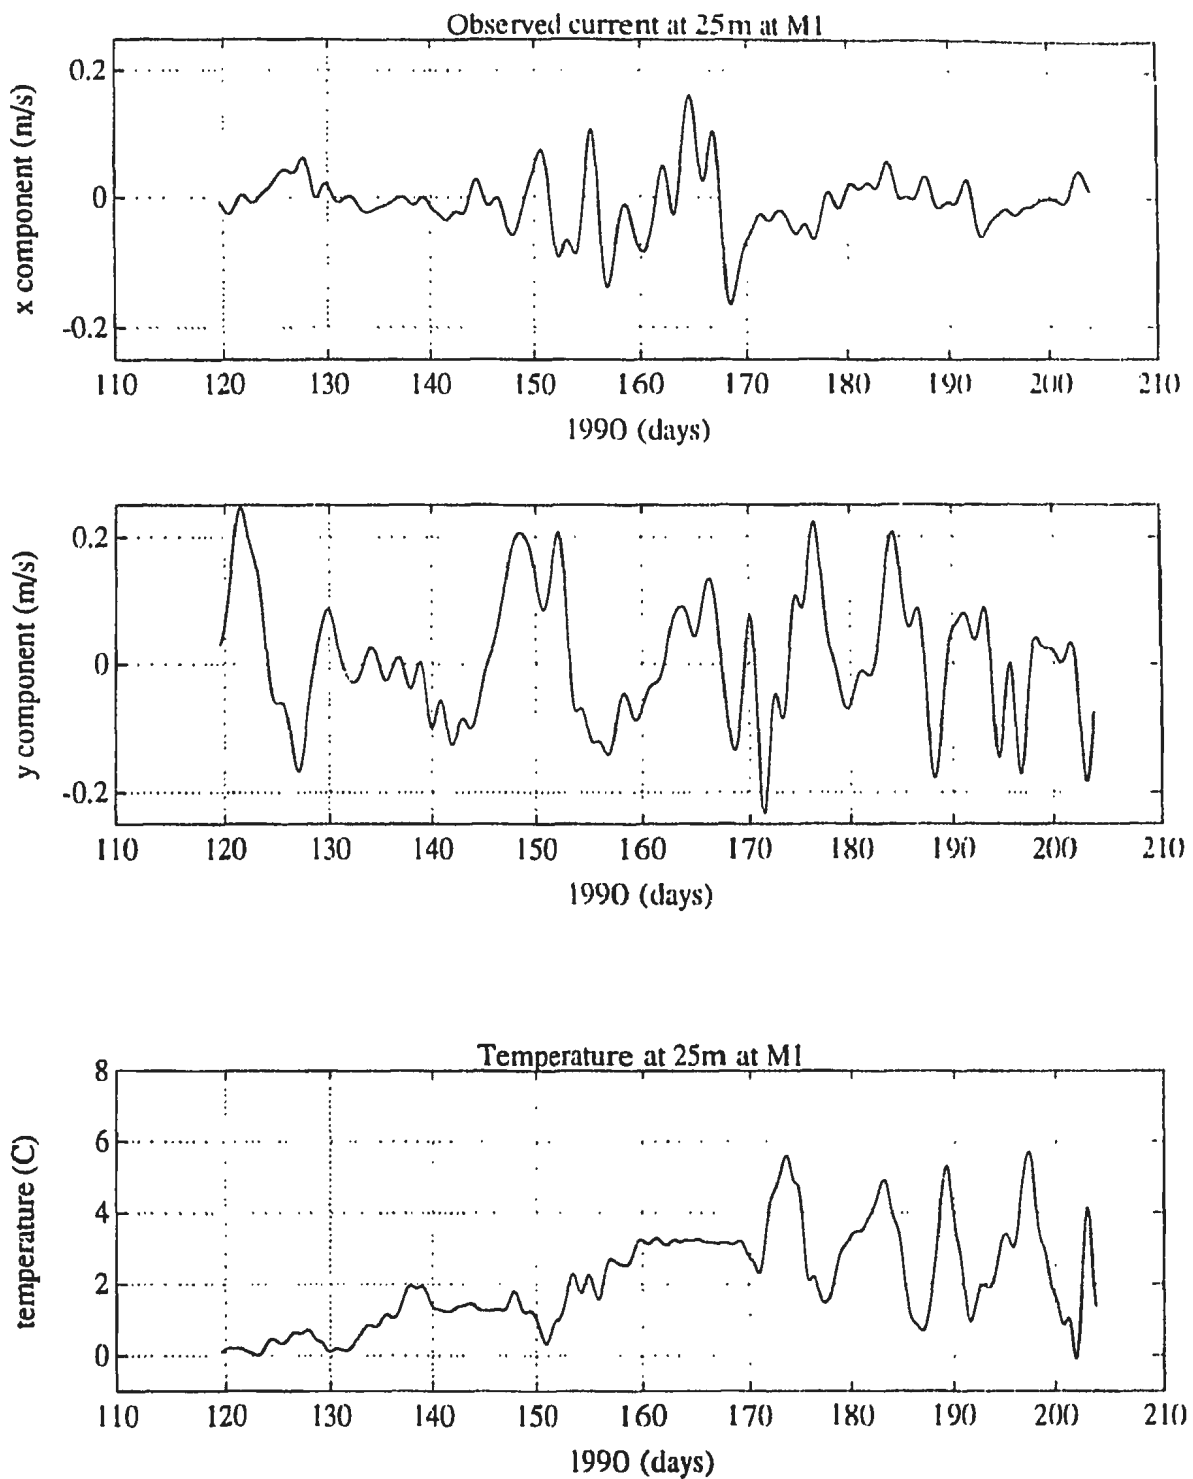 Observed current at 25m at M1
x component (m/s)
0.2
0
-0.2
110 120 130 140 150 160 170 180 190 200 210
1990 (days)
y component (m/s)
0.2
0
-0.2
110 120 130 140 150 160 170 180 190 200 210
1990 (days)
Temperature at 25m at M1
temperature (C)
8
6
4
2
0
110 120 130 140 150 160 170 180 190 200 210
1990 (days)